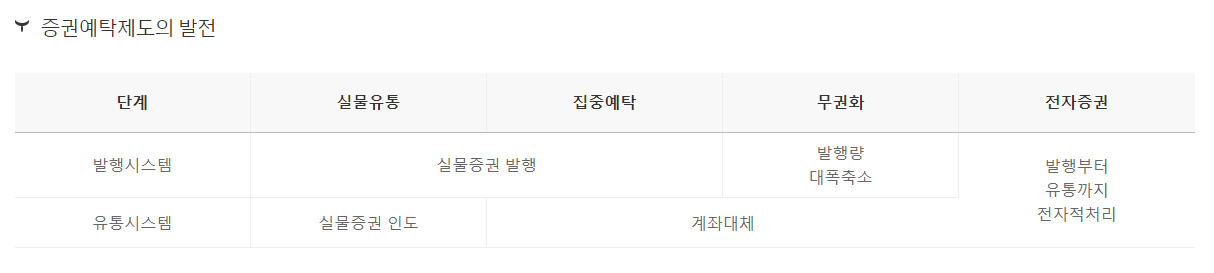 증권예탁제도의 발전
단계 실물유통 집중예탁 무권화 전자증권
발행시스템 실물증권 발행 발행량
대폭축소
발행부터
유통까지
전자적처리
유통시스템 실물증권 인도 계좌대체